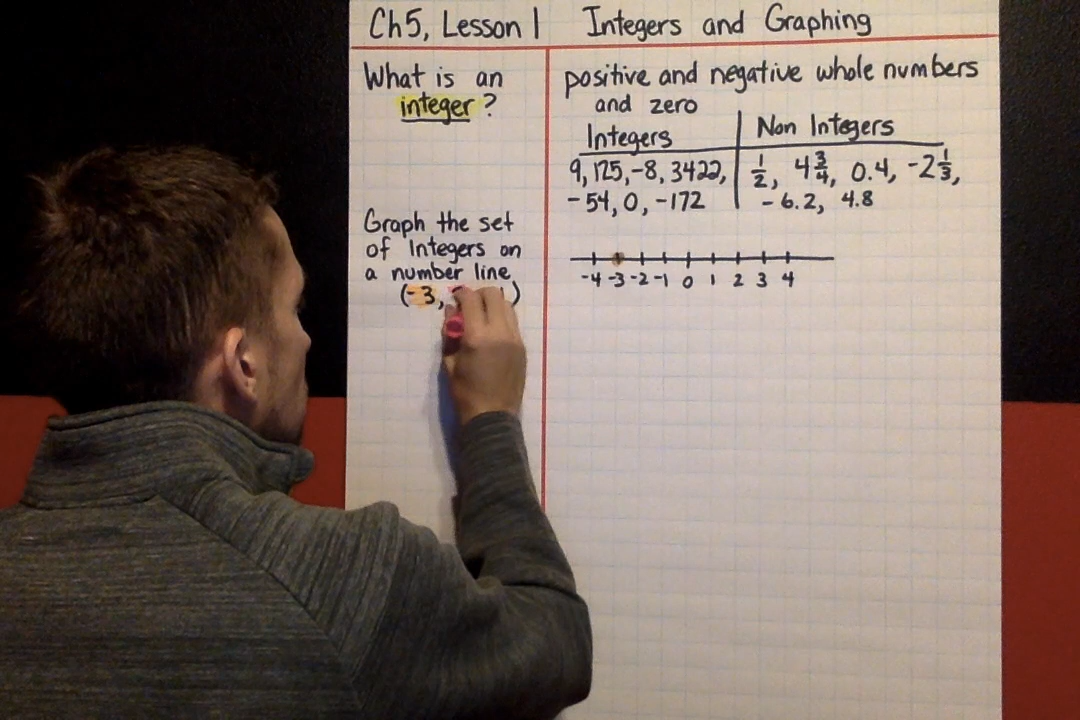 Ch5, Lesson 1 Integers and Graphing
What is an
integer?
positive and negative whole numbers
and zero
Integers
9, 125, -8, 3422,
-54, 0, -172
Non Integers
1/2, 4 3/4, 0.4, -2 1/3,
-6.2, 4.8
Graph the set
of Integers on
a number line
(-3, )
-4 -3 -2 -1 0 1 2 3 4